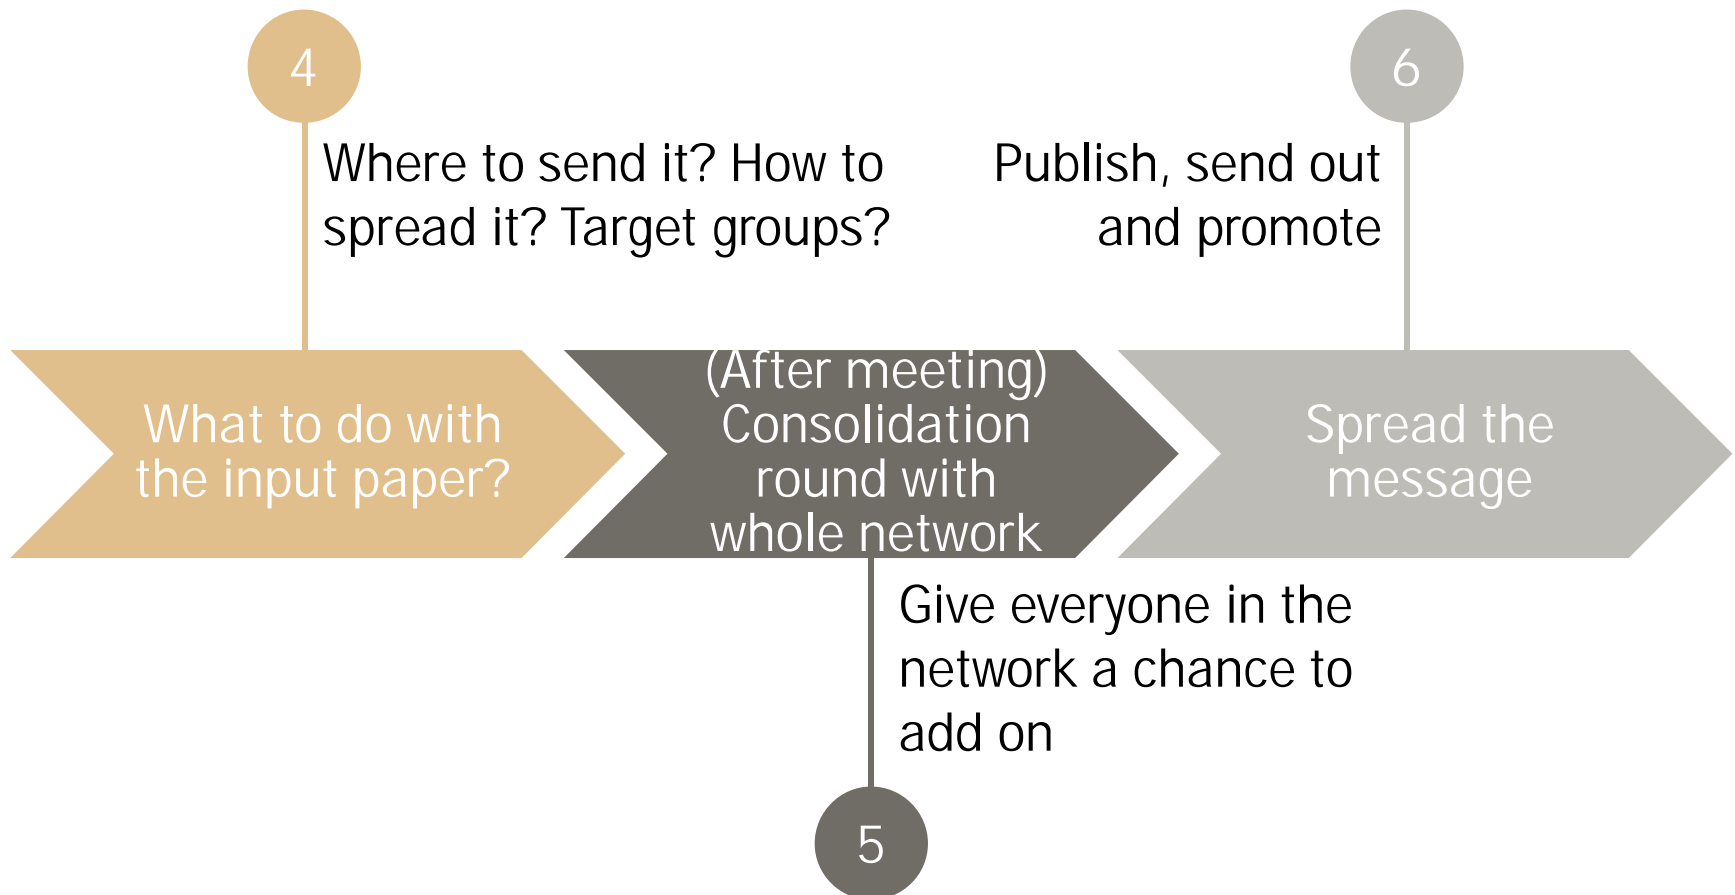 4
Where to send it? How to
spread it? Target groups?
What to do with
the input paper?
(After meeting)
Consolidation
round with
whole network
Give everyone in the
network a chance to
add on
5
6
Publish, send out
and promote
Spread the
message